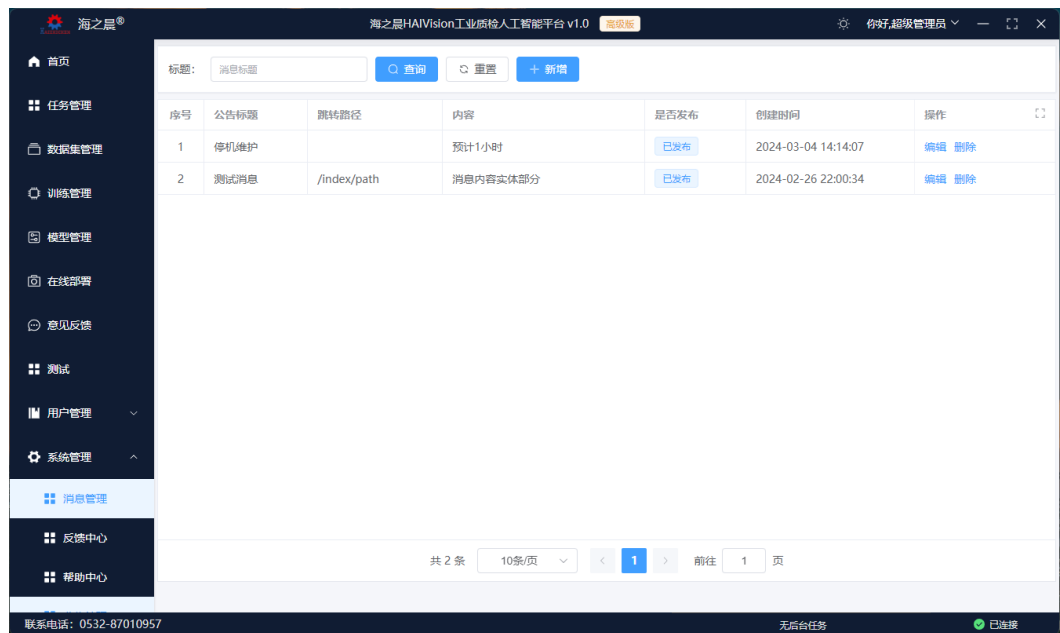 海之晨®
海之晨HAIVision工业质检人工智能平台 v1.0 高级版
你好,超级管理员
首页
任务管理
数据集管理
训练管理
模型管理
在线部署
意见反馈
测试
用户管理
系统管理
消息管理
反馈中心
帮助中心
标题: 消息标题 查询 重置 新增
序号 公告标题 跳转路径 内容 是否发布 创建时间 操作
1 停机维护 预计1小时 已发布 2024-03-04 14:14:07 编辑 删除
2 测试消息 /index/path 消息内容实体部分 已发布 2024-02-26 22:00:34 编辑 删除
共 2 条 10条/页 1 前往 1 页
联系电话: 0532-87010957 无后台任务 已连接